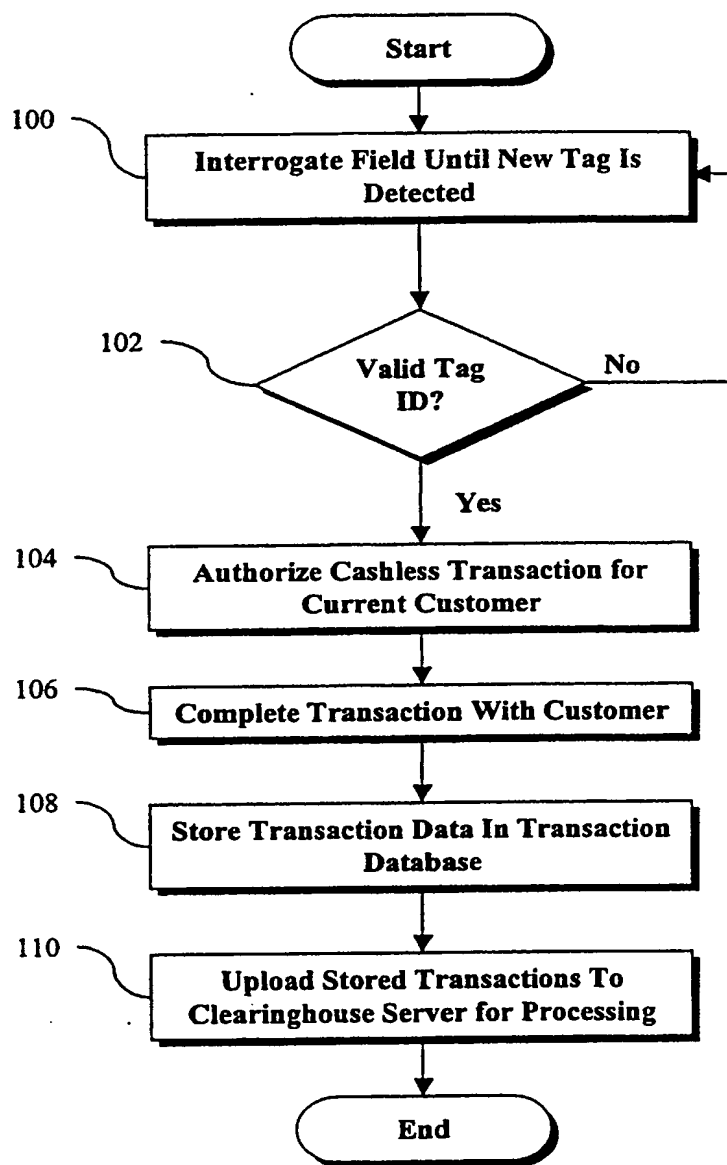 Start
100
Interrogate Field Until New Tag Is
Detected
102
Valid Tag
ID?
No
Yes
104
Authorize Cashless Transaction for
Current Customer
106
Complete Transaction With Customer
108
Store Transaction Data In Transaction
Database
110
Upload Stored Transactions To
Clearinghouse Server for Processing
End